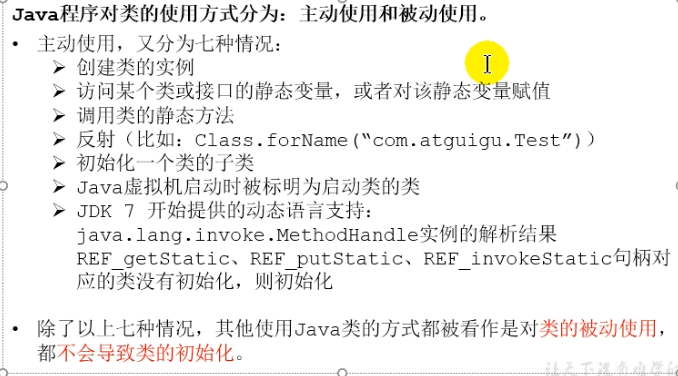 Java程序对类的使用方式分为：主动使用和被动使用。
• 主动使用，又分为七种情况：
➢ 创建类的实例
➢ 访问某个类或接口的静态变量，或者对该静态变量赋值
➢ 调用类的静态方法
➢ 反射（比如：Class.forName(“com.atguigu.Test”)）
➢ 初始化一个类的子类
➢ Java虚拟机启动时被标明为启动类的类
➢ JDK 7 开始提供的动态语言支持：
java.lang.invoke.MethodHandle实例的解析结果
REF_getStatic、REF_putStatic、REF_invokeStatic句柄对
应的类没有初始化，则初始化
• 除了以上七种情况，其他使用Java类的方式都被看作是对类的被动使用，
都不会导致类的初始化。